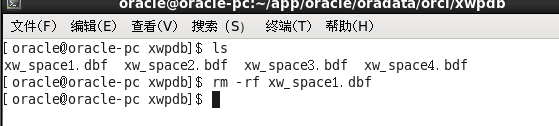 oracle@oracle-pc:~/app/oracle/oradata/orcl/xwpdb
文件(F) 编辑(E) 查看(V) 搜索 (S) 终端(T) 帮助(H)
[oracle@oracle-pc xwpdb]$ ls
xw_space1.dbf xw_space2.bdf xw_space3.bdf xw_space4.bdf
[oracle@oracle-pc xwpdb]$ rm -rf xw_space1.dbf
[oracle@oracle-pc xwpdb]$